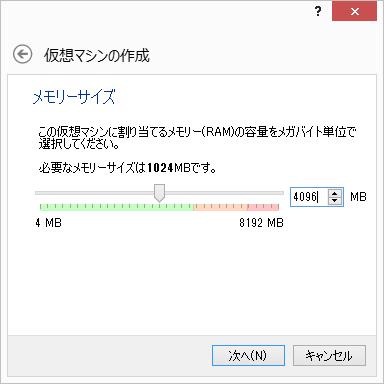 ?
仮想マシンの作成
メモリーサイズ
この仮想マシンに割り当てるメモリー(RAM)の容量をメガバイト単位で
選択してください。
必要なメモリーサイズは1024MBです。
4096 MB
4 MB 8192 MB
次へ(N) キャンセル